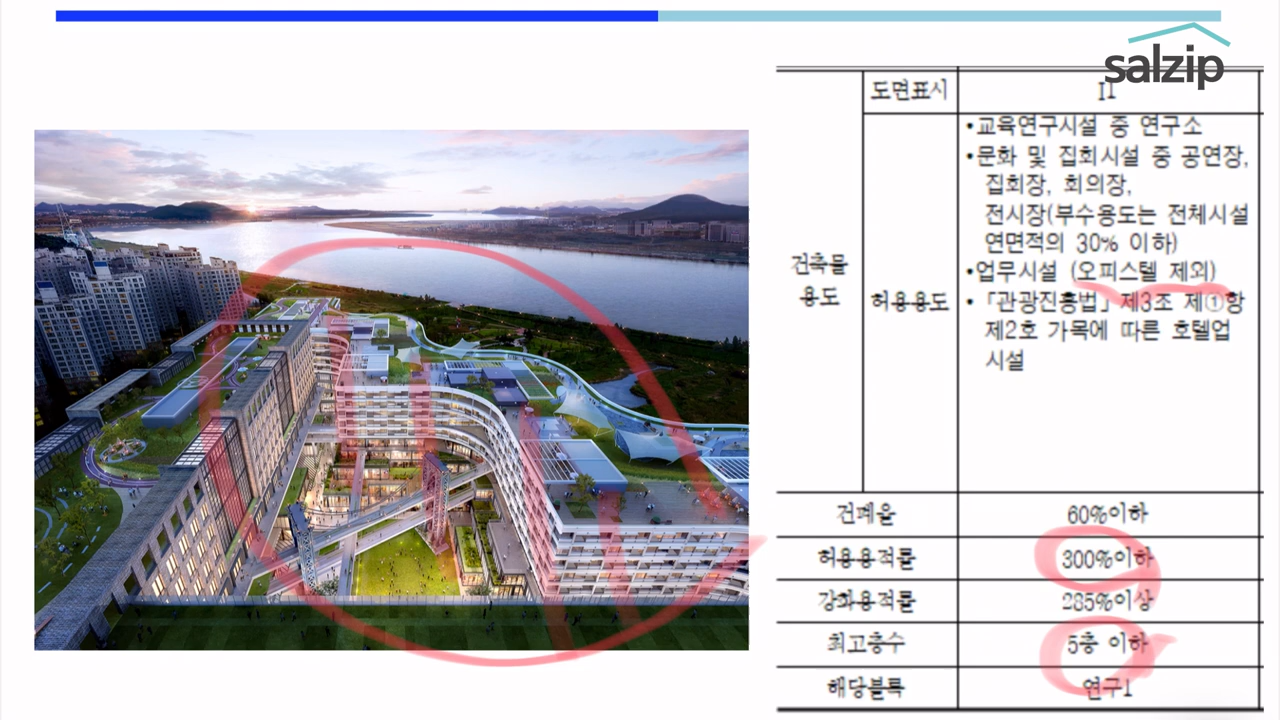 salzip
도면표시 I1
건축물
용도
허용용도
•교육연구시설 중 연구소
•문화 및 집회시설 중 공연장,
집회장, 회의장,
전시장(부수용도는 전체시설
연면적의 30% 이하)
•업무시설 (오피스텔 제외)
•「관광진흥법」 제3조 제①항
제2호 가목에 따른 호텔업
시설
건폐율 60%이하
허용용적률 300%이하
강화용적률 285%이상
최고층수 5층 이하
해당블록 연구1